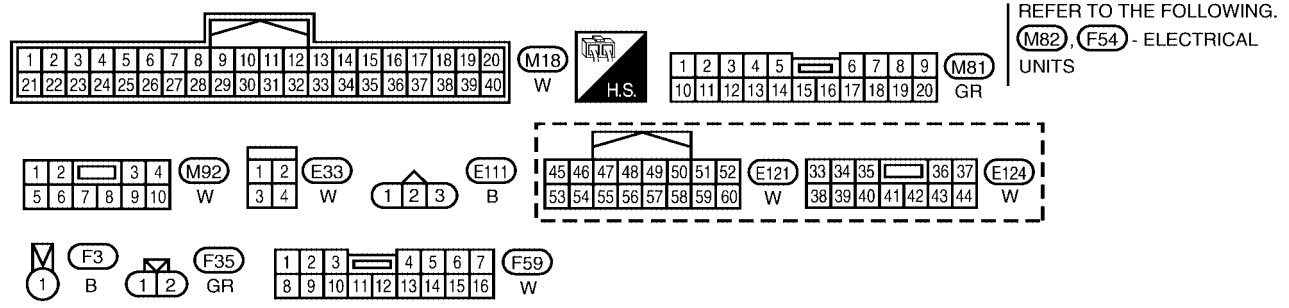 REFER TO THE FOLLOWING.
M82 , F54 - ELECTRICAL
UNITS
1 2 3 4 5 6 7 8 9 10 11 12 13 14 15 16 17 18 19 20
21 22 23 24 25 26 27 28 29 30 31 32 33 34 35 36 37 38 39 40
M18
W
H.S.
1 2 3 4 5 6 7 8 9
10 11 12 13 14 15 16 17 18 19 20
M81
GR
1 2 3 4
5 6 7 8 9 10
M92
W
1 2
3 4
E33
W
1 2 3
E111
B
45 46 47 48 49 50 51 52
53 54 55 56 57 58 59 60
E121
W
33 34 35 36 37
38 39 40 41 42 43 44
E124
W
1
F3
B
1 2
F35
GR
1 2 3 4 5 6 7
8 9 10 11 12 13 14 15 16
F59
W